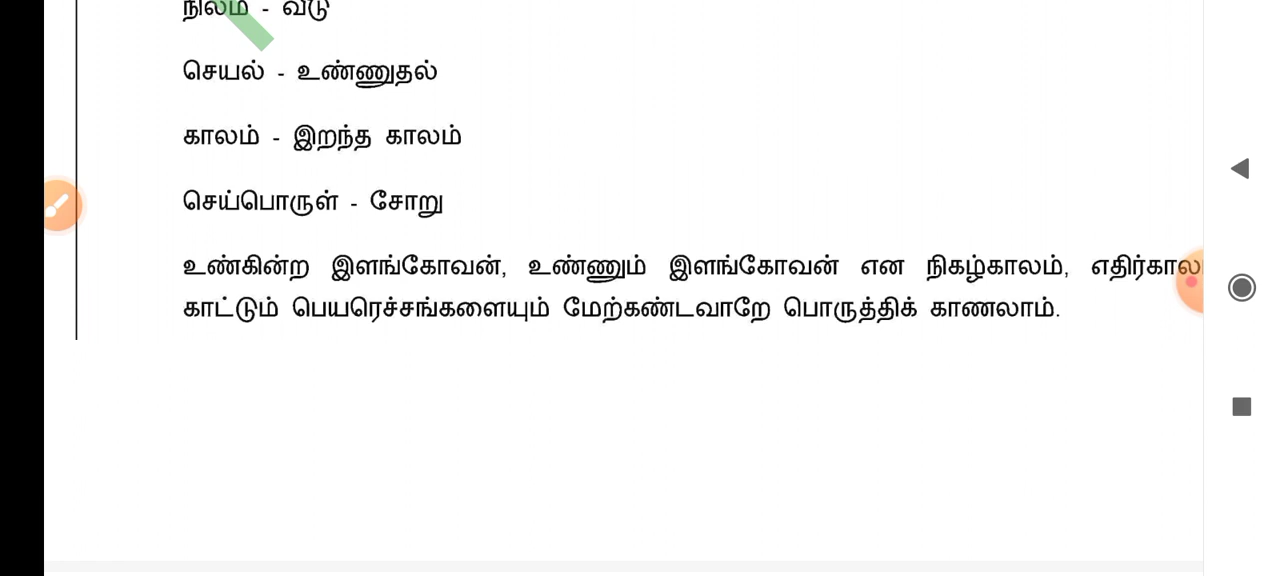 நிலம் - வீடு
செயல் - உண்ணுதல்
காலம் - இறந்த காலம்
செய்பொருள் - சோறு
உண்கின்ற இளங்கோவன், உண்ணும் இளங்கோவன் என நிகழ்காலம்,
காட்டும் பெயரெச்சங்களையும் மேற்கண்டவாறே பொருத்திக் காணலாம்.